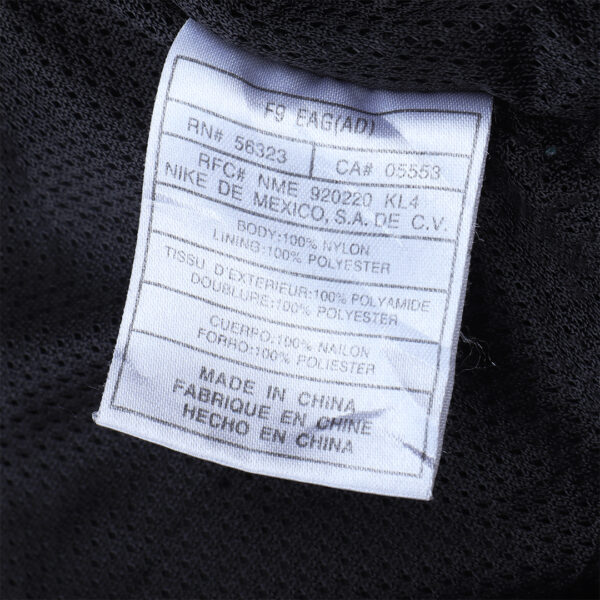 F9 EAG(AD)
RN# 56323 CA# 05553
RFC# NME 920220 KL4
NIKE DE MEXICO, S.A. DE C.V.
BODY:100% NYLON
LINING:100% POLYESTER
TISSU D'EXTERIEUR:100% POLYAMIDE
DOUBLURE:100% POLYESTER
CUERPO:100% NAILON
FORRO:100% POLIESTER
MADE IN CHINA
FABRIQUE EN CHINE
HECHO EN CHINA